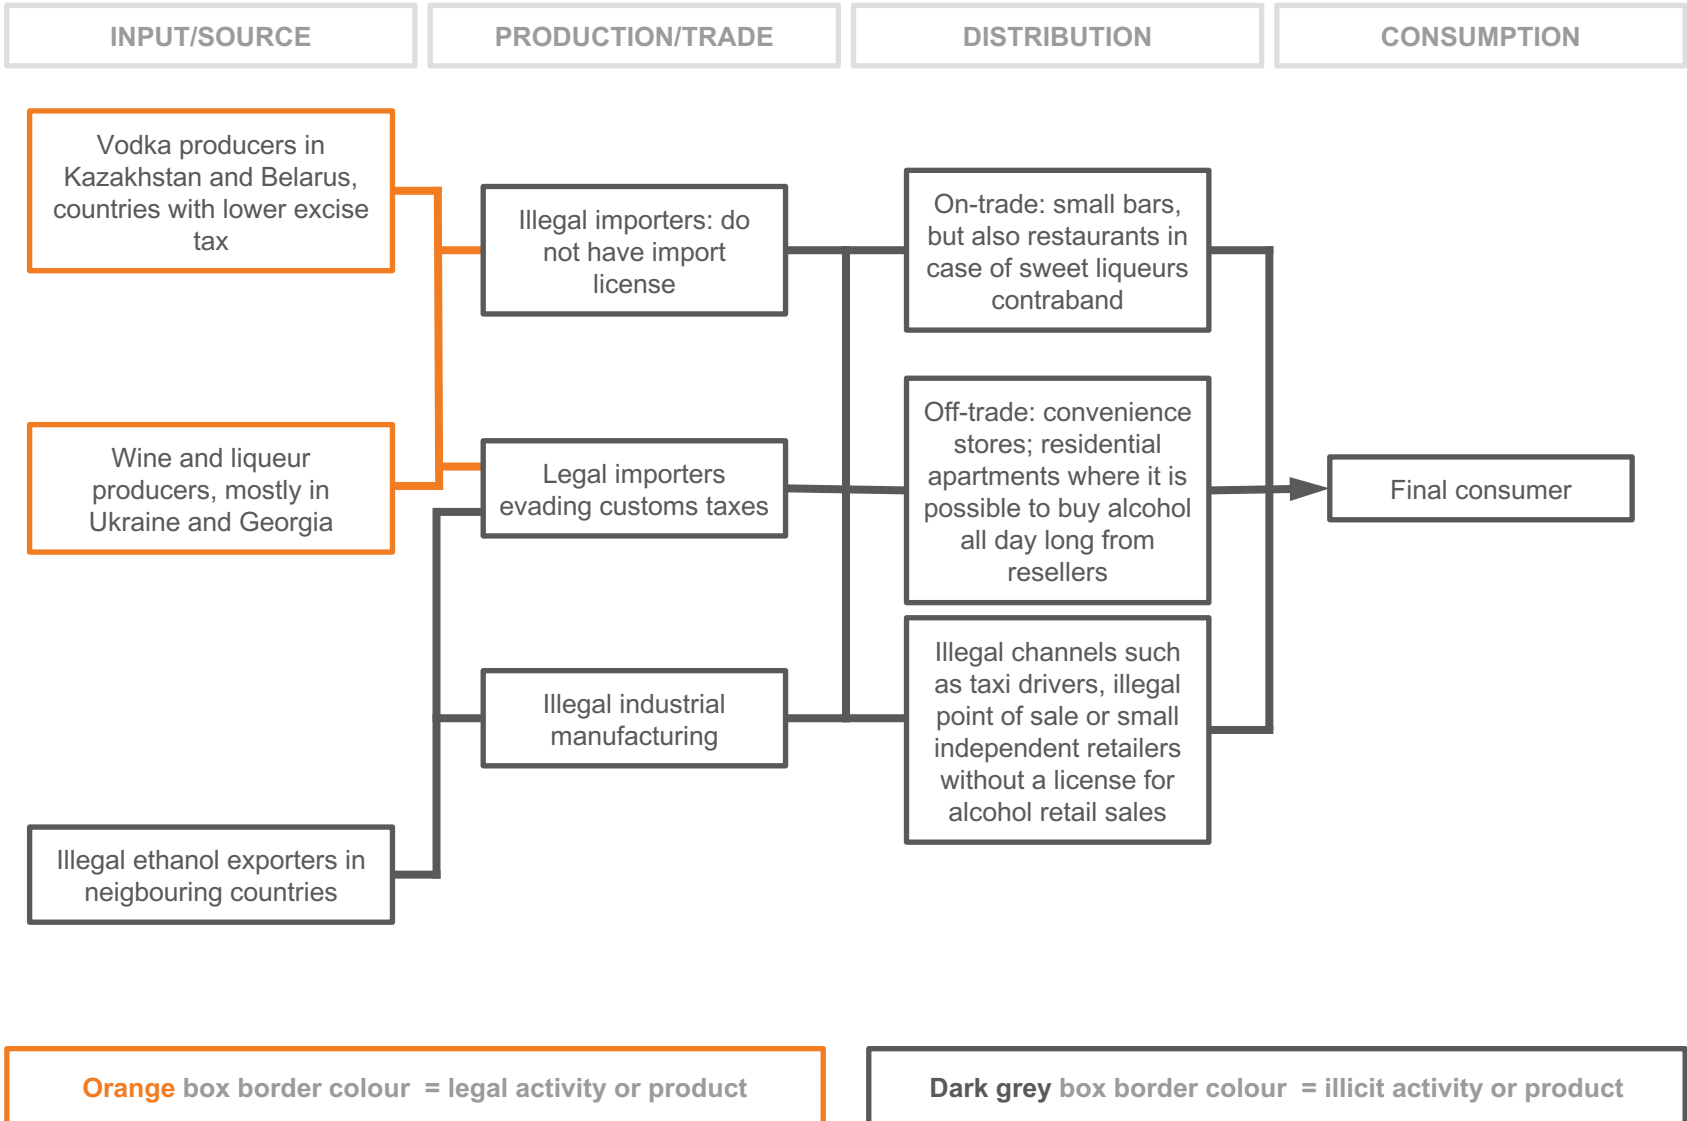 INPUT/SOURCE
PRODUCTION/TRADE
DISTRIBUTION
CONSUMPTION
Vodka producers in
Kazakhstan and Belarus,
countries with lower excise
tax
Wine and liqueur
producers, mostly in
Ukraine and Georgia
Illegal ethanol exporters in
neigbouring countries
Illegal importers: do
not have import
license
Legal importers
evading customs taxes
Illegal industrial
manufacturing
On-trade: small bars,
but also restaurants in
case of sweet liqueurs
contraband
Off-trade: convenience
stores; residential
apartments where it is
possible to buy alcohol
all day long from
resellers
Illegal channels such
as taxi drivers, illegal
point of sale or small
independent retailers
without a license for
alcohol retail sales
Final consumer
Orange box border colour = legal activity or product
Dark grey box border colour = illicit activity or product